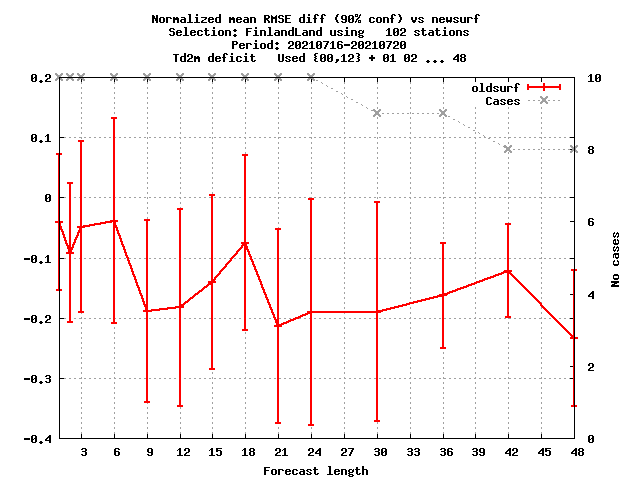 Normalized mean RMSE diff (90% conf) vs newsurf
Selection: FinlandLand using   102 stations
Period: 20210716-20210720
Td2m deficit   Used {00,12} + 01 02 ... 48
oldsurf
Cases
0,2
0,1
0
-0,1
-0,2
-0,3
-0,4
10
8
6
4
2
0
No cases
3 6 9 12 15 18 21 24 27 30 33 36 39 42 45 48
Forecast length